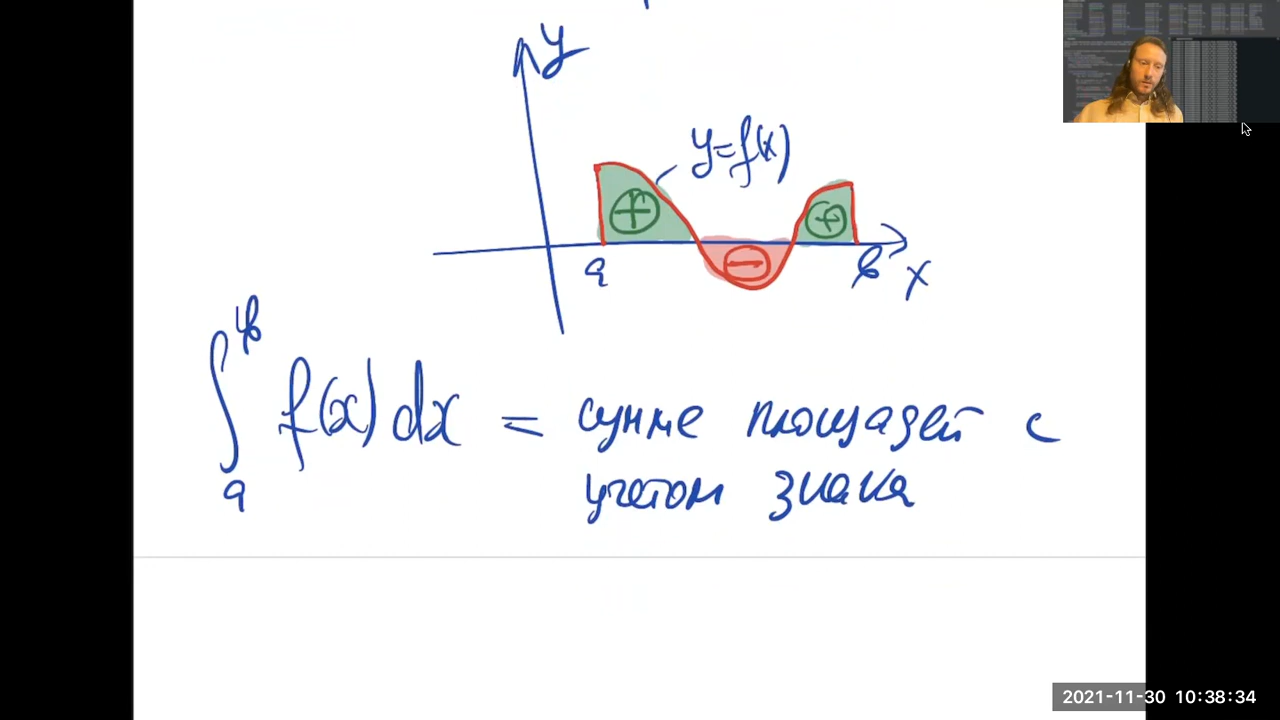 y
y=f(x)
+
+
−
a
b
x
∫ₐᵇ f(x) dx = сумме площадей с
учетом знака
2021-11-30 10:38:34